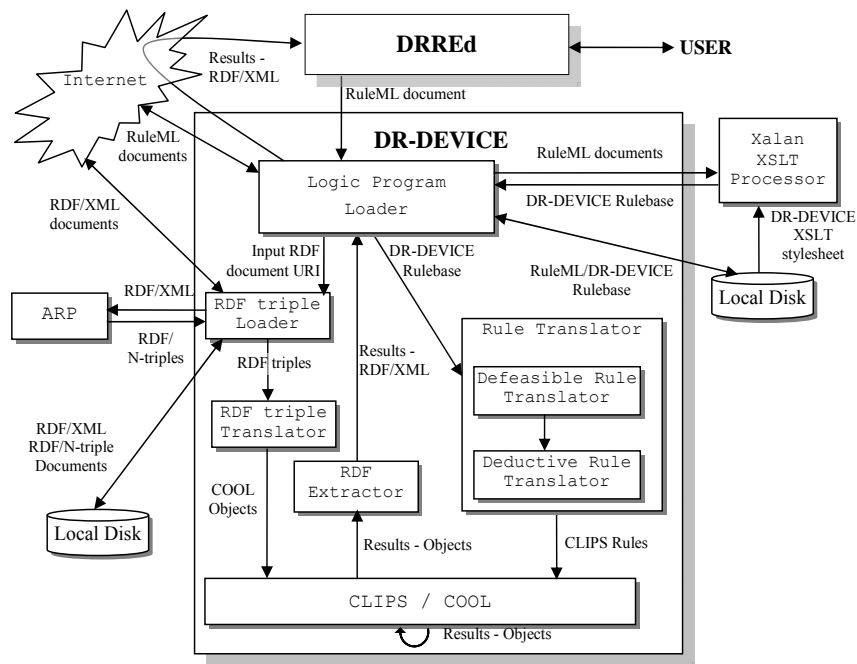 DRREd
USER
Internet
Results -
RDF/XML
RuleML document
DR-DEVICE
RuleML
documents
Logic Program
Loader
RuleML documents
DR-DEVICE Rulebase
Xalan
XSLT
Processor
RDF/XML
documents
Input RDF
document URI
DR-DEVICE
Rulebase
RuleML/DR-DEVICE
Rulebase
DR-DEVICE
XSLT
stylesheet
Local Disk
ARP
RDF/XML
RDF/
N-triples
RDF triple
Loader
RDF triples
Results -
RDF/XML
Rule Translator
Defeasible Rule
Translator
Deductive Rule
Translator
RDF triple
Translator
RDF/XML
RDF/N-triple
Documents
COOL
Objects
RDF
Extractor
Local Disk
Results - Objects
CLIPS Rules
CLIPS / COOL
Results - Objects